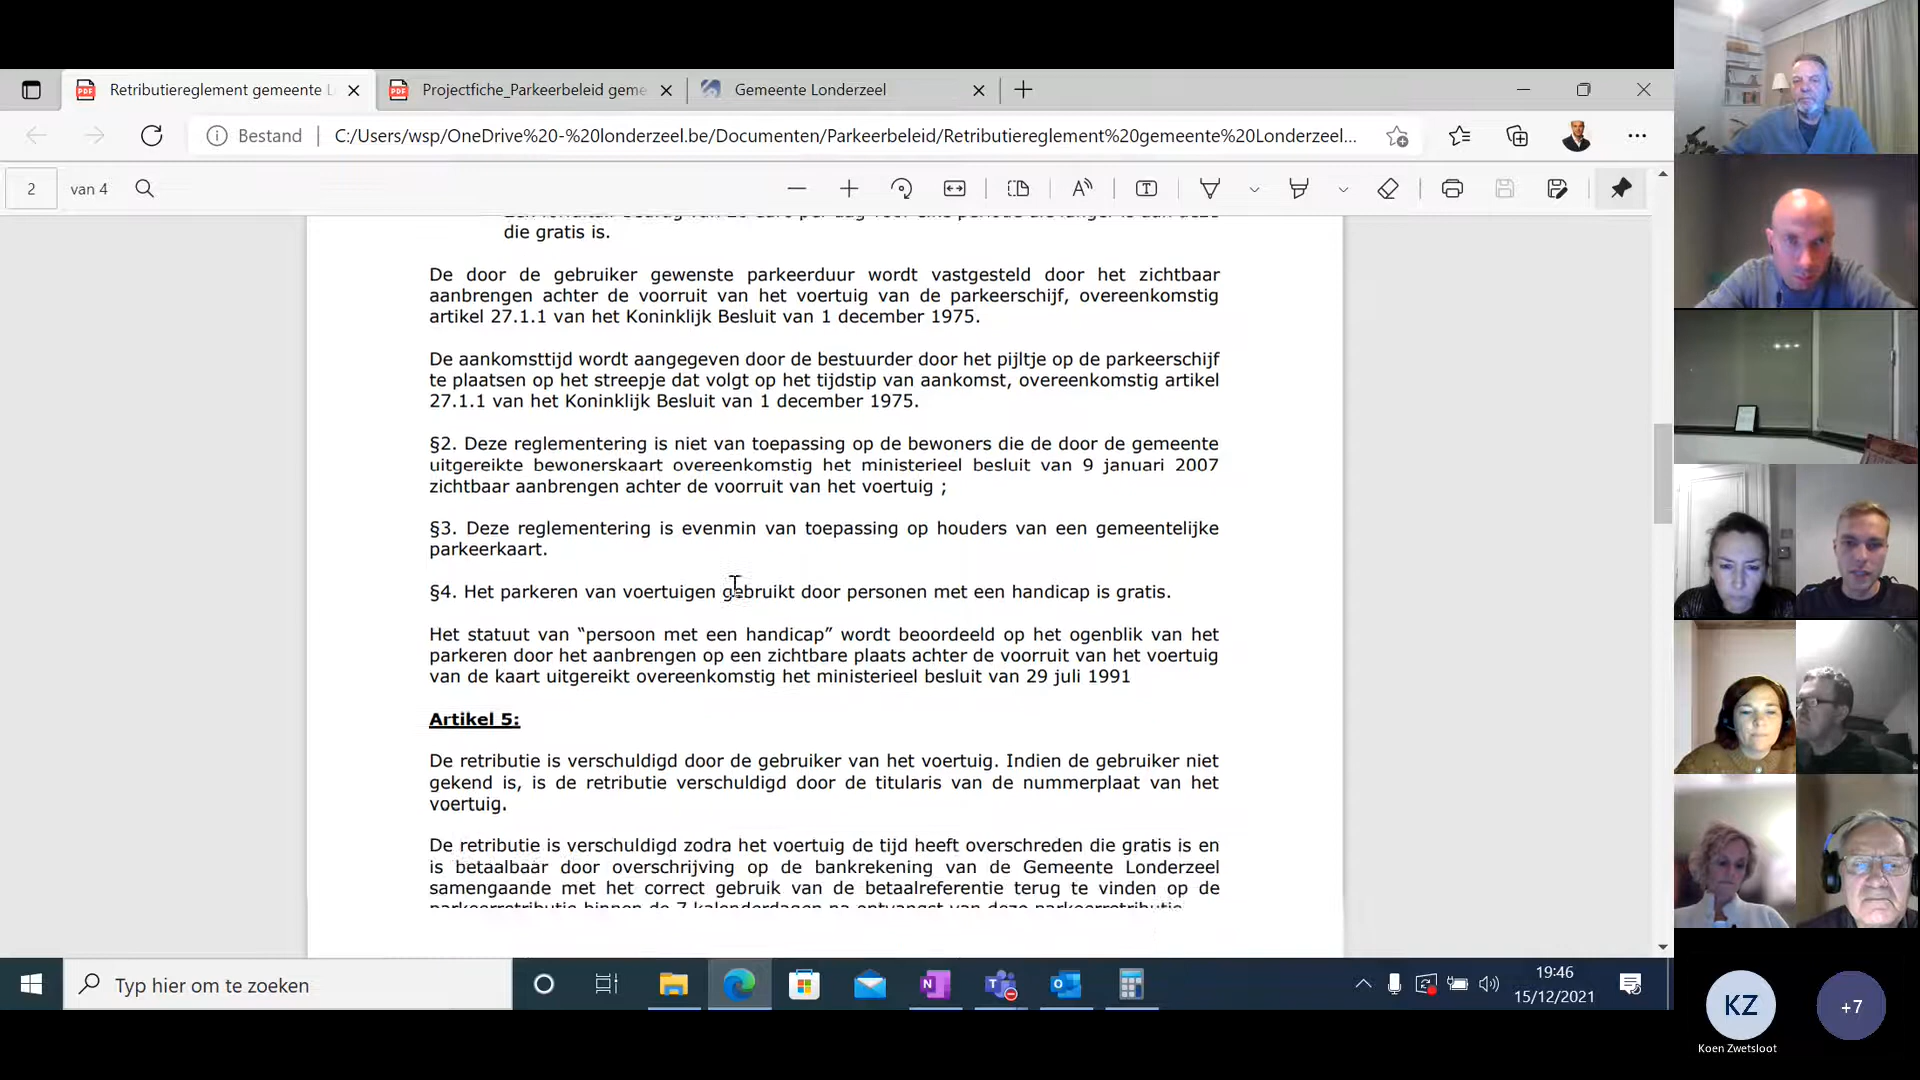 Retributiereglement gemeente L
Projectfiche_Parkeerbeleid geme
Gemeente Londerzeel
Bestand
C:/Users/wsp/OneDrive%20-%20londerzeel.be/Documenten/Parkeerbeleid/Retributiereglement%20gemeente%20Londerzeel...
2 van 4
die gratis is.
De door de gebruiker gewenste parkeerduur wordt vastgesteld door het zichtbaar
aanbrengen achter de voorruit van het voertuig van de parkeerschijf, overeenkomstig
artikel 27.1.1 van het Koninklijk Besluit van 1 december 1975.
De aankomsttijd wordt aangegeven door de bestuurder door het pijltje op de parkeerschijf
te plaatsen op het streepje dat volgt op het tijdstip van aankomst, overeenkomstig artikel
27.1.1 van het Koninklijk Besluit van 1 december 1975.
§2. Deze reglementering is niet van toepassing op de bewoners die de door de gemeente
uitgereikte bewonerskaart overeenkomstig het ministerieel besluit van 9 januari 2007
zichtbaar aanbrengen achter de voorruit van het voertuig ;
§3. Deze reglementering is evenmin van toepassing op houders van een gemeentelijke
parkeerkaart.
§4. Het parkeren van voertuigen gebruikt door personen met een handicap is gratis.
Het statuut van “persoon met een handicap” wordt beoordeeld op het ogenblik van het
parkeren door het aanbrengen op een zichtbare plaats achter de voorruit van het voertuig
van de kaart uitgereikt overeenkomstig het ministerieel besluit van 29 juli 1991
Artikel 5:
De retributie is verschuldigd door de gebruiker van het voertuig. Indien de gebruiker niet
gekend is, is de retributie verschuldigd door de titularis van de nummerplaat van het
voertuig.
De retributie is verschuldigd zodra het voertuig de tijd heeft overschreden die gratis is en
is betaalbaar door overschrijving op de bankrekening van de Gemeente Londerzeel
samengaande met het correct gebruik van de betaalreferentie terug te vinden op de
parkeerretributie binnen de 7 kalenderdagen na ontvangst van deze parkeerretributie
Typ hier om te zoeken
19:46
15/12/2021
KZ
+7
Koen Zwetsloot